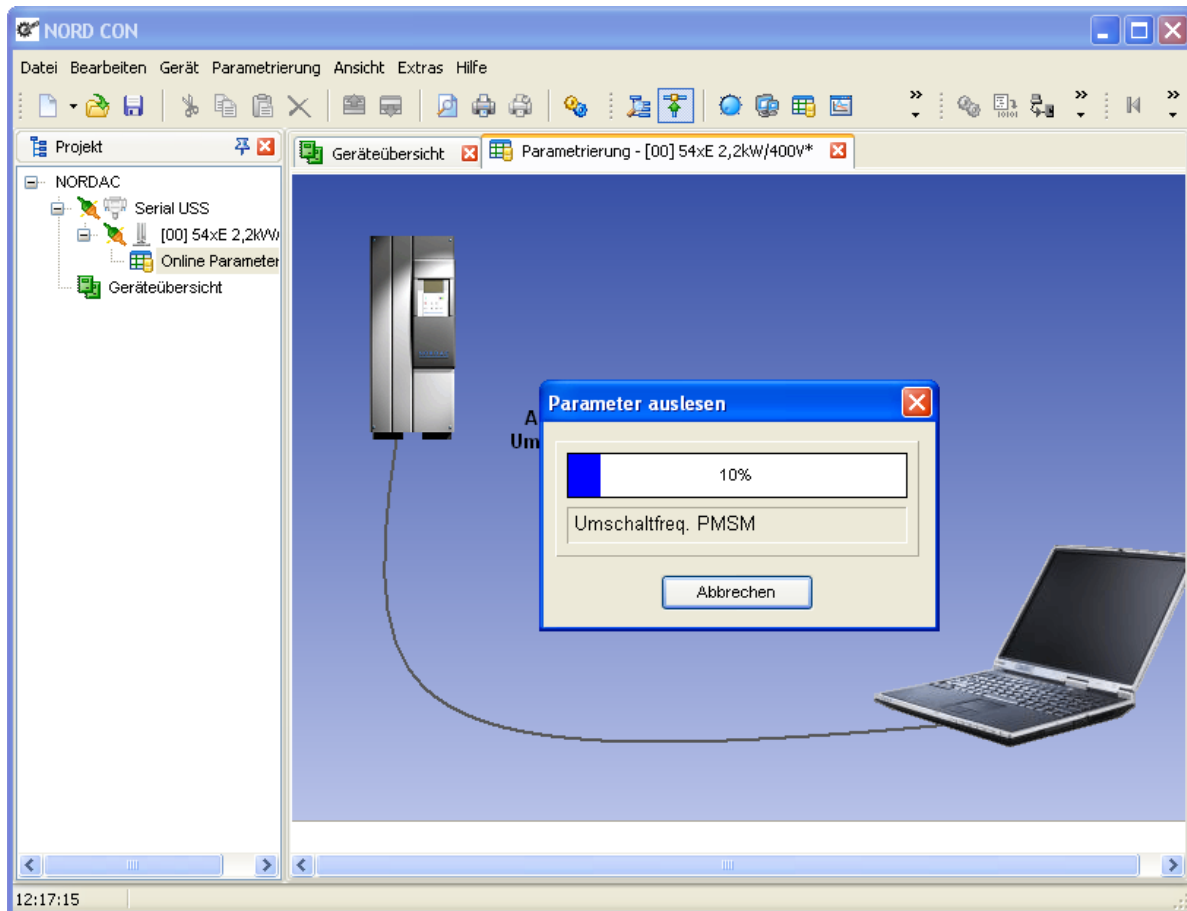 NORD CON
Datei Bearbeiten Gerät Parametrierung Ansicht Extras Hilfe
Projekt
Geräteübersicht
Parametrierung - [00] 54xE 2,2kW/400V*
NORDAC
Serial USS
[00] 54xE 2,2kW/
Online Parameter
Geräteübersicht
A
Um
Parameter auslesen
10%
Umschaltfreq. PMSM
Abbrechen
12:17:15